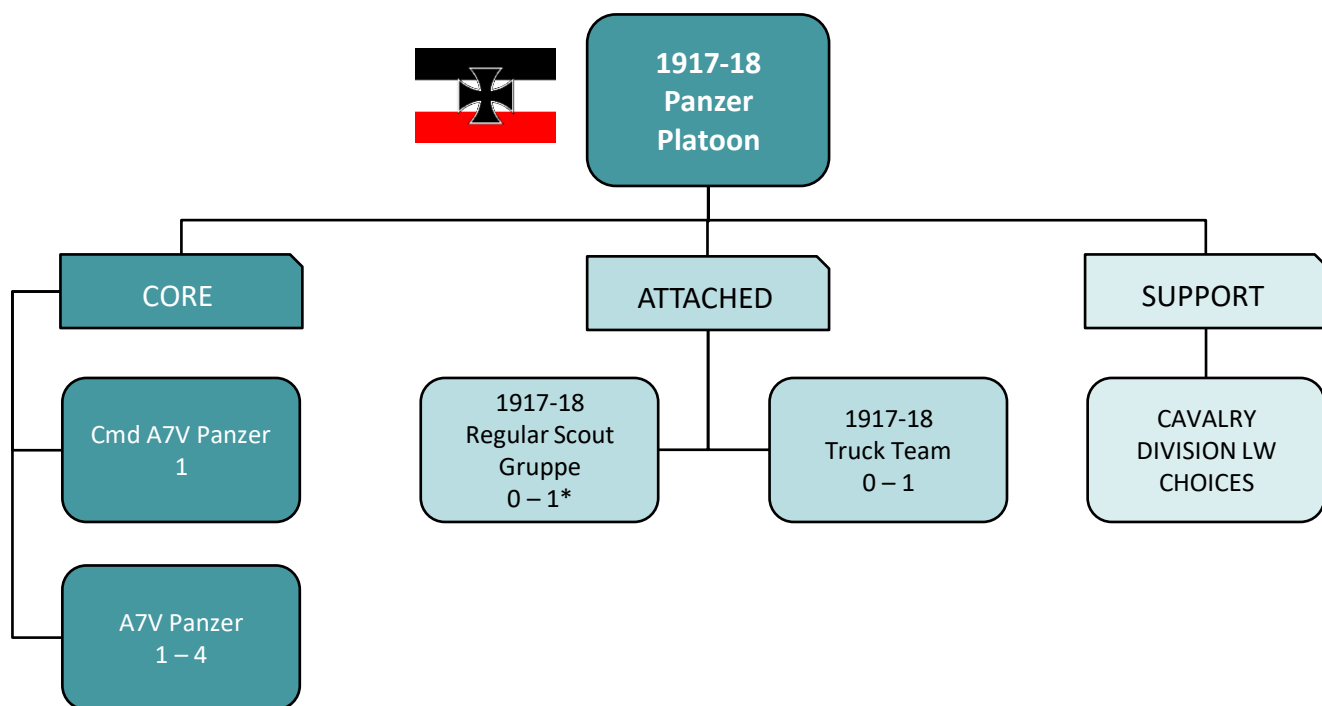 1917-18
Panzer
Platoon
CORE
ATTACHED
SUPPORT
Cmd A7V Panzer
1
1917-18
Regular Scout
Gruppe
0 – 1*
1917-18
Truck Team
0 – 1
CAVALRY
DIVISION LW
CHOICES
A7V Panzer
1 – 4